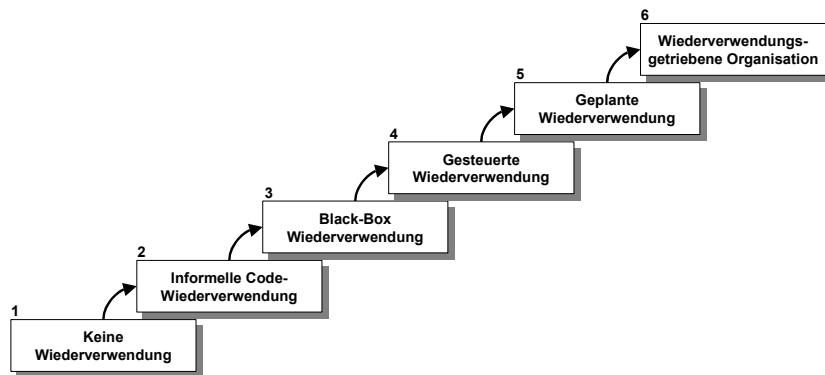 6
Wiederverwendungs-
getriebene Organisation
5
Geplante
Wiederverwendung
4
Gesteuerte
Wiederverwendung
3
Black-Box
Wiederverwendung
2
Informelle Code-
Wiederverwendung
1
Keine
Wiederverwendung